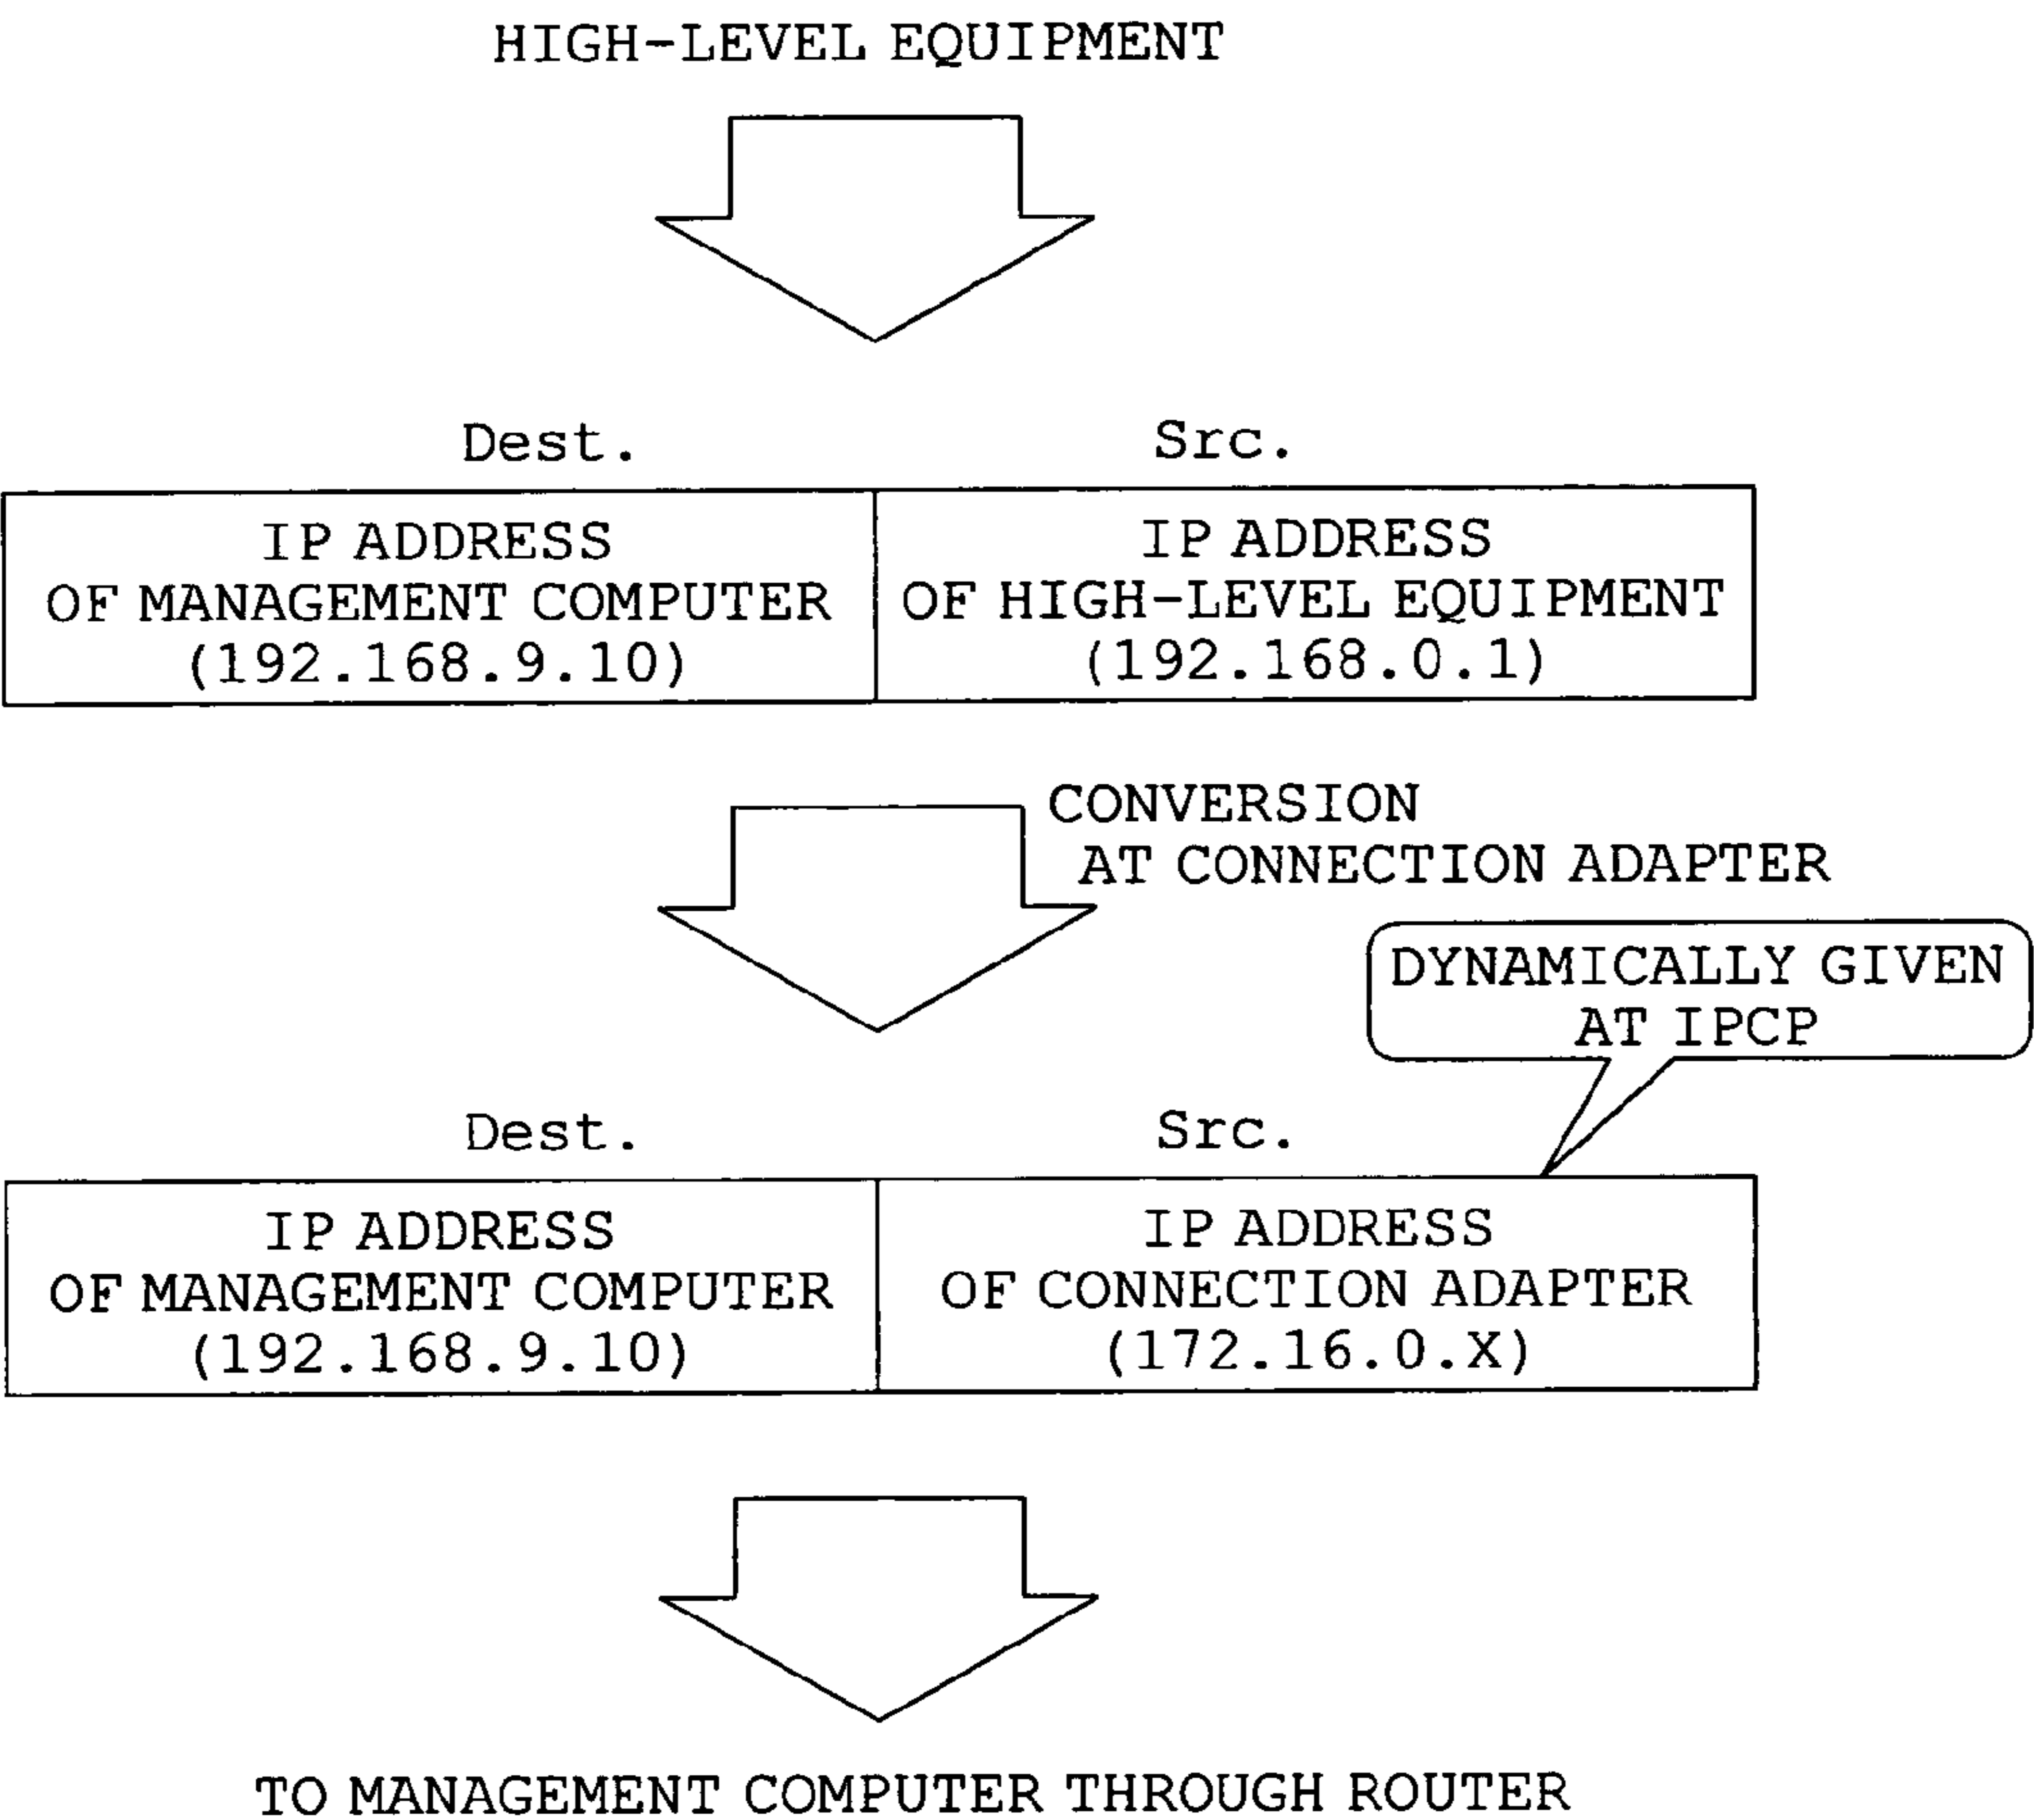 HIGH-LEVEL EQUIPMENT
Dest. Src.
IP ADDRESS
OF MANAGEMENT COMPUTER
(192.168.9.10)
IP ADDRESS
OF HIGH-LEVEL EQUIPMENT
(192.168.0.1)
CONVERSION
AT CONNECTION ADAPTER
DYNAMICALLY GIVEN
AT IPCP
Dest. Src.
IP ADDRESS
OF MANAGEMENT COMPUTER
(192.168.9.10)
IP ADDRESS
OF CONNECTION ADAPTER
(172.16.0.X)
TO MANAGEMENT COMPUTER THROUGH ROUTER